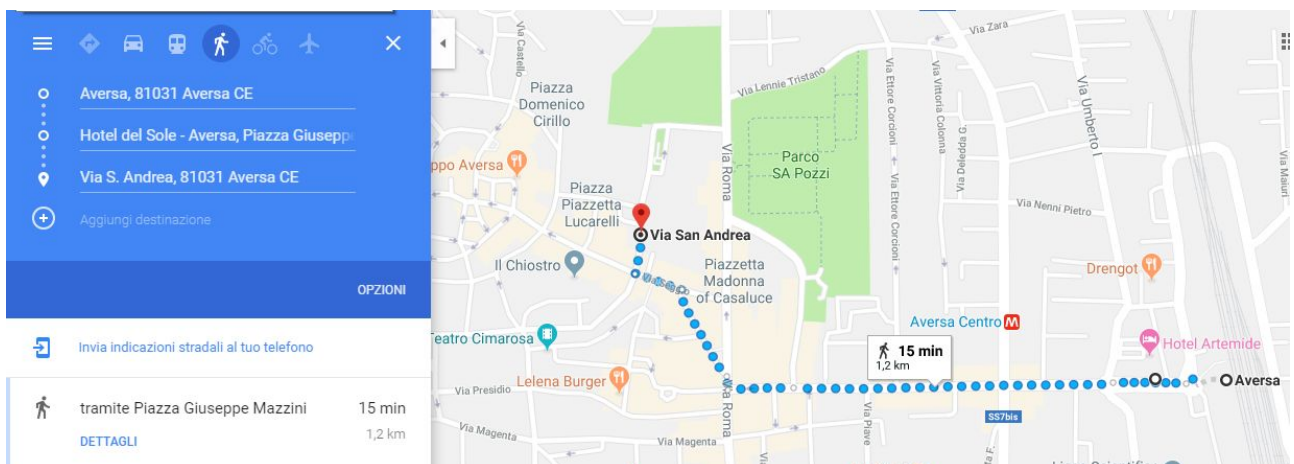 Aversa, 81031 Aversa CE
Hotel del Sole - Aversa, Piazza Giusepp
Via S. Andrea, 81031 Aversa CE
Aggiungi destinazione
OPZIONI
Invia indicazioni stradali al tuo telefono
tramite Piazza Giuseppe Mazzini
15 min
1,2 km
DETTAGLI
Via Castello
Piazza
Domenico
Cirillo
ppo Aversa
Piazza
Piazzetta
Lucarelli
Via San Andrea
Il Chiostro
Via Seggio
Piazzetta
Madonna
of Casaluce
Teatro Cimarosa
Lelena Burger
Via Presidio
Via Magenta
Via Roma
Via Roma
Via Magenta
Via Lennie Tristano
Parco
SA Pozzi
Via Ettore Corcioni
Via Ettore Corcioni
Via Vittoria Colonna
Via Deledda G.
Via Zara
Via Umberto I
Via Nenni Pietro
Via Maiuri
Drengot
Aversa Centro M
Hotel Artemide
15 min
1,2 km
Aversa
SS7bis
Via Piave